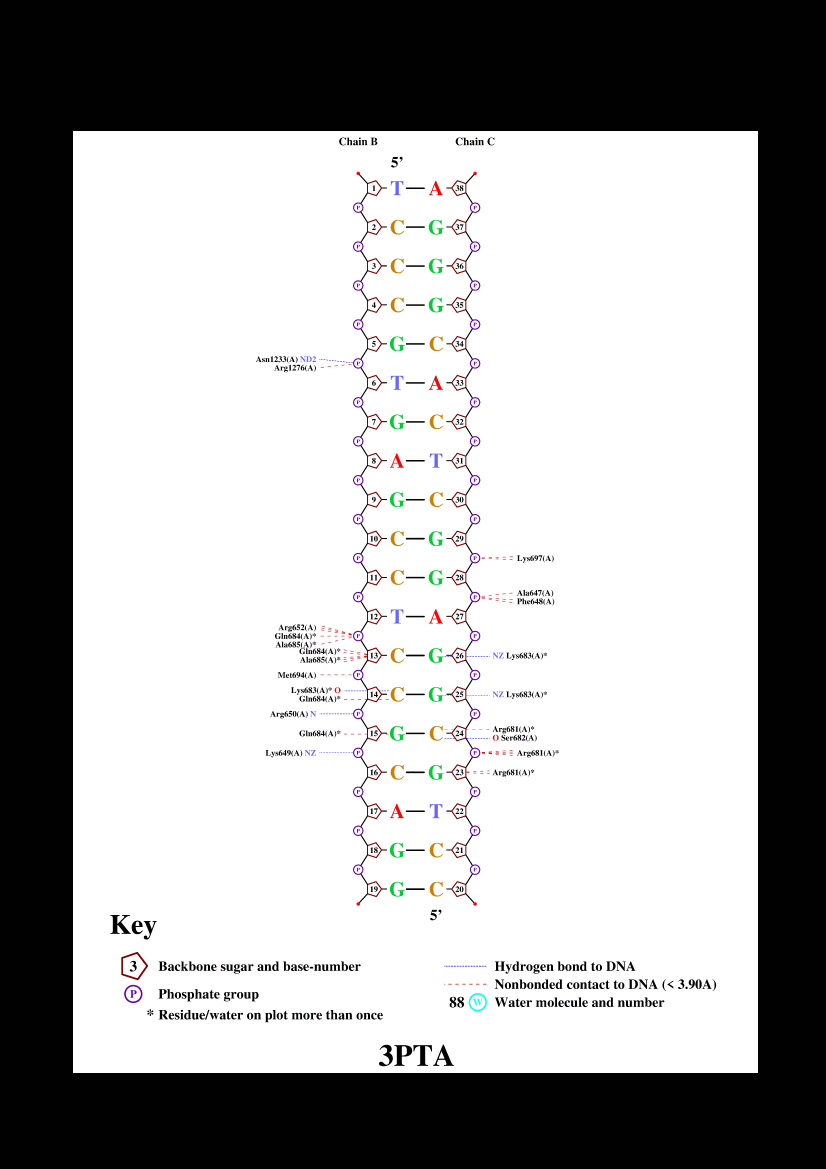 Chain B Chain C
5’
1 T A 38
P P
2 C G 37
P P
3 C G 36
P P
4 C G 35
P P
5 G C 34
Asn1233(A) ND2 P P
Arg1276(A)
6 T A 33
P P
7 G C 32
P P
8 A T 31
P P
9 G C 30
P P
10 C G 29
P P Lys697(A)
11 C G 28
P P Ala647(A)
Phe648(A)
12 T A 27
Arg652(A)
Gln684(A)* P P
Ala685(A)*
Gln684(A)* 13 C G 26 NZ Lys683(A)*
Ala685(A)*
Met694(A) P P
Lys683(A)* O 14 C G 25 NZ Lys683(A)*
Gln684(A)*
Arg650(A) N P P
Gln684(A)* 15 G C 24 Arg681(A)*
O Ser682(A)
Lys649(A) NZ P P Arg681(A)*
16 C G 23 Arg681(A)*
P P
17 A T 22
P P
18 G C 21
P P
19 G C 20
5’
Key
3 Backbone sugar and base-number Hydrogen bond to DNA
Nonbonded contact to DNA (< 3.90A)
P Phosphate group 88 W Water molecule and number
* Residue/water on plot more than once
3PTA